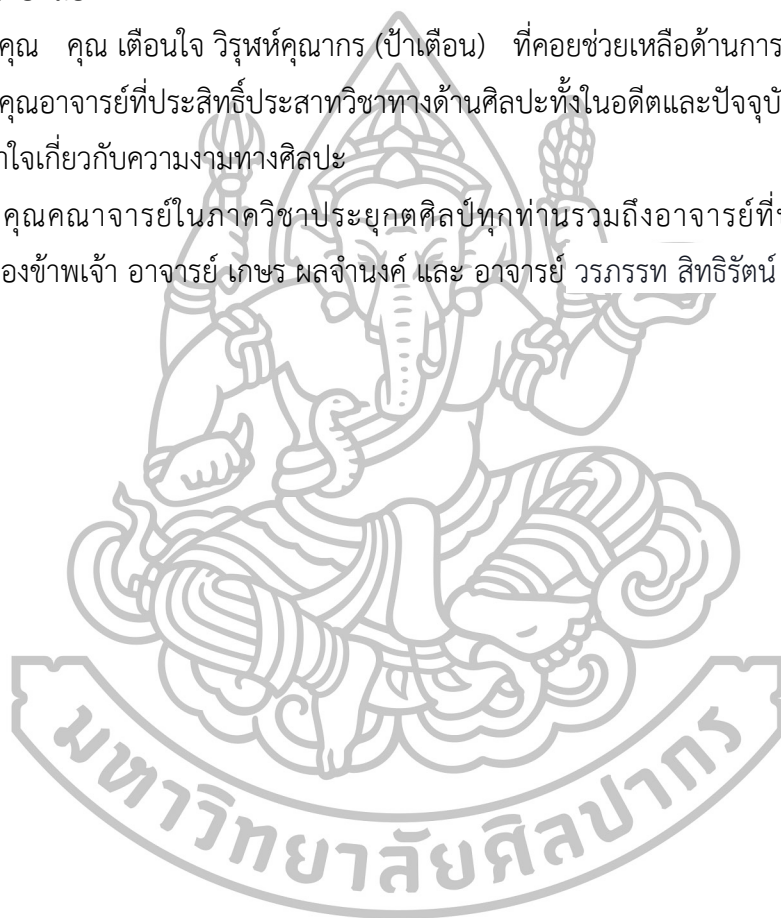 คุณ คุณ เตือนใจ วิรุฬห์คุณากร (ป้าเตือน) ที่คอยช่วยเหลือด้านการ
คุณอาจารย์ที่ประสิทธิ์ประสาทวิชาทางด้านศิลปะทั้งในอดีตและปัจจุบั
าใจเกี่ยวกับความงามทางศิลปะ
คุณคณาจารย์ในภาควิชาประยุกตศิลป์ทุกท่านรวมถึงอาจารย์ที่
องข้าพเจ้า อาจารย์ เกษร ผลจำนงค์ และ อาจารย์ วรภรรท สิทธิรัตน์
มหาวิทยาลัยศิลปากร